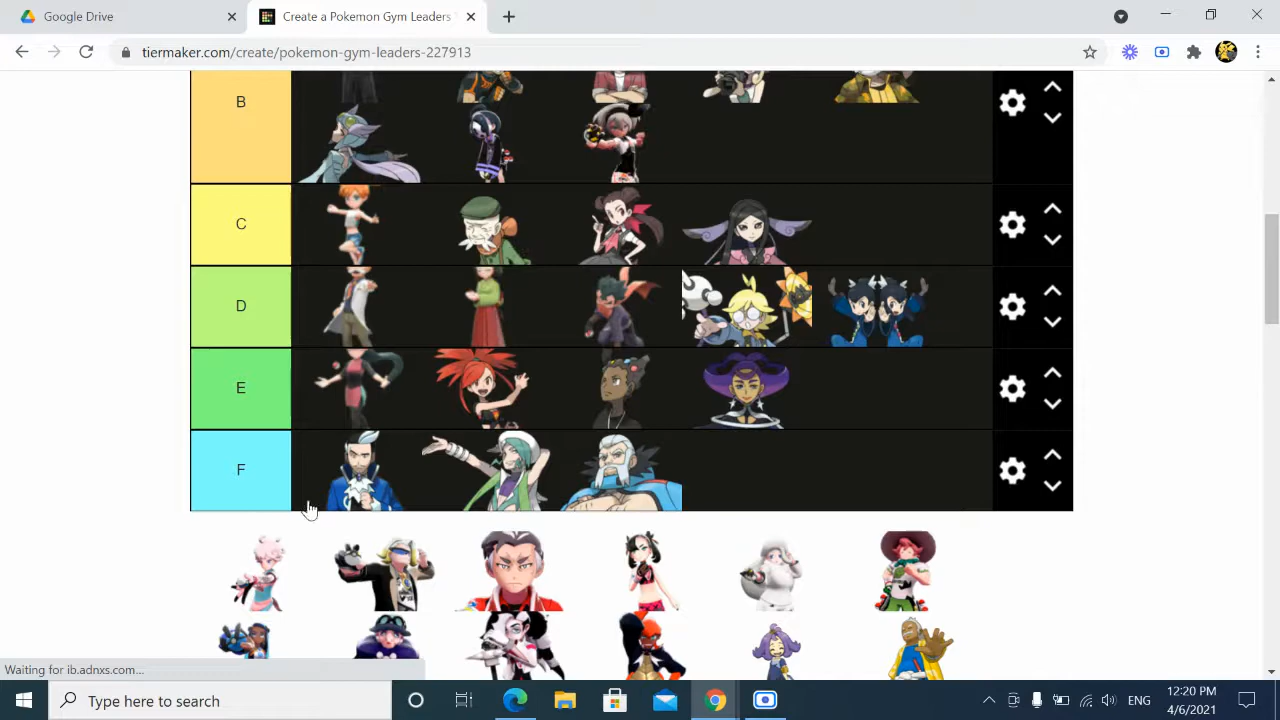 Google Drive
Create a Pokemon Gym Leaders
tiermaker.com/create/pokemon-gym-leaders-227913
B
C
D
E
F
Waiting for ib.adnxs.com...
Type here to search
ENG
12:20 PM
4/6/2021